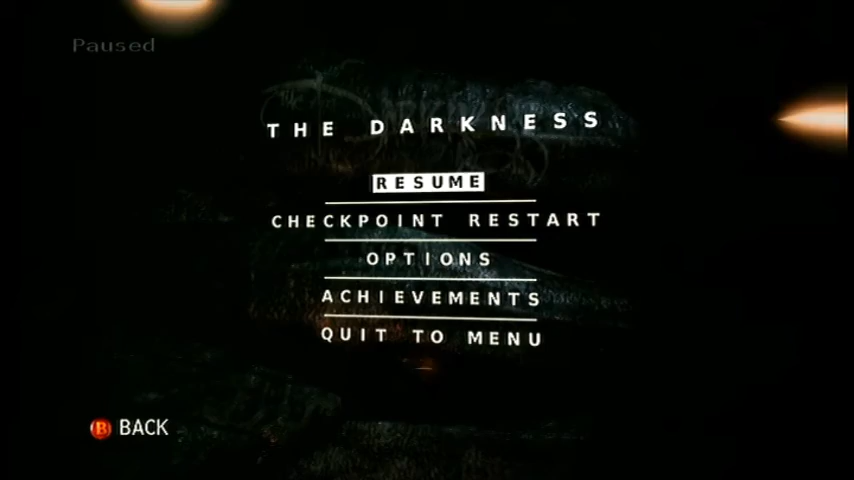 Paused
THE DARKNESS
RESUME
CHECKPOINT RESTART
OPTIONS
ACHIEVEMENTS
QUIT TO MENU
B BACK